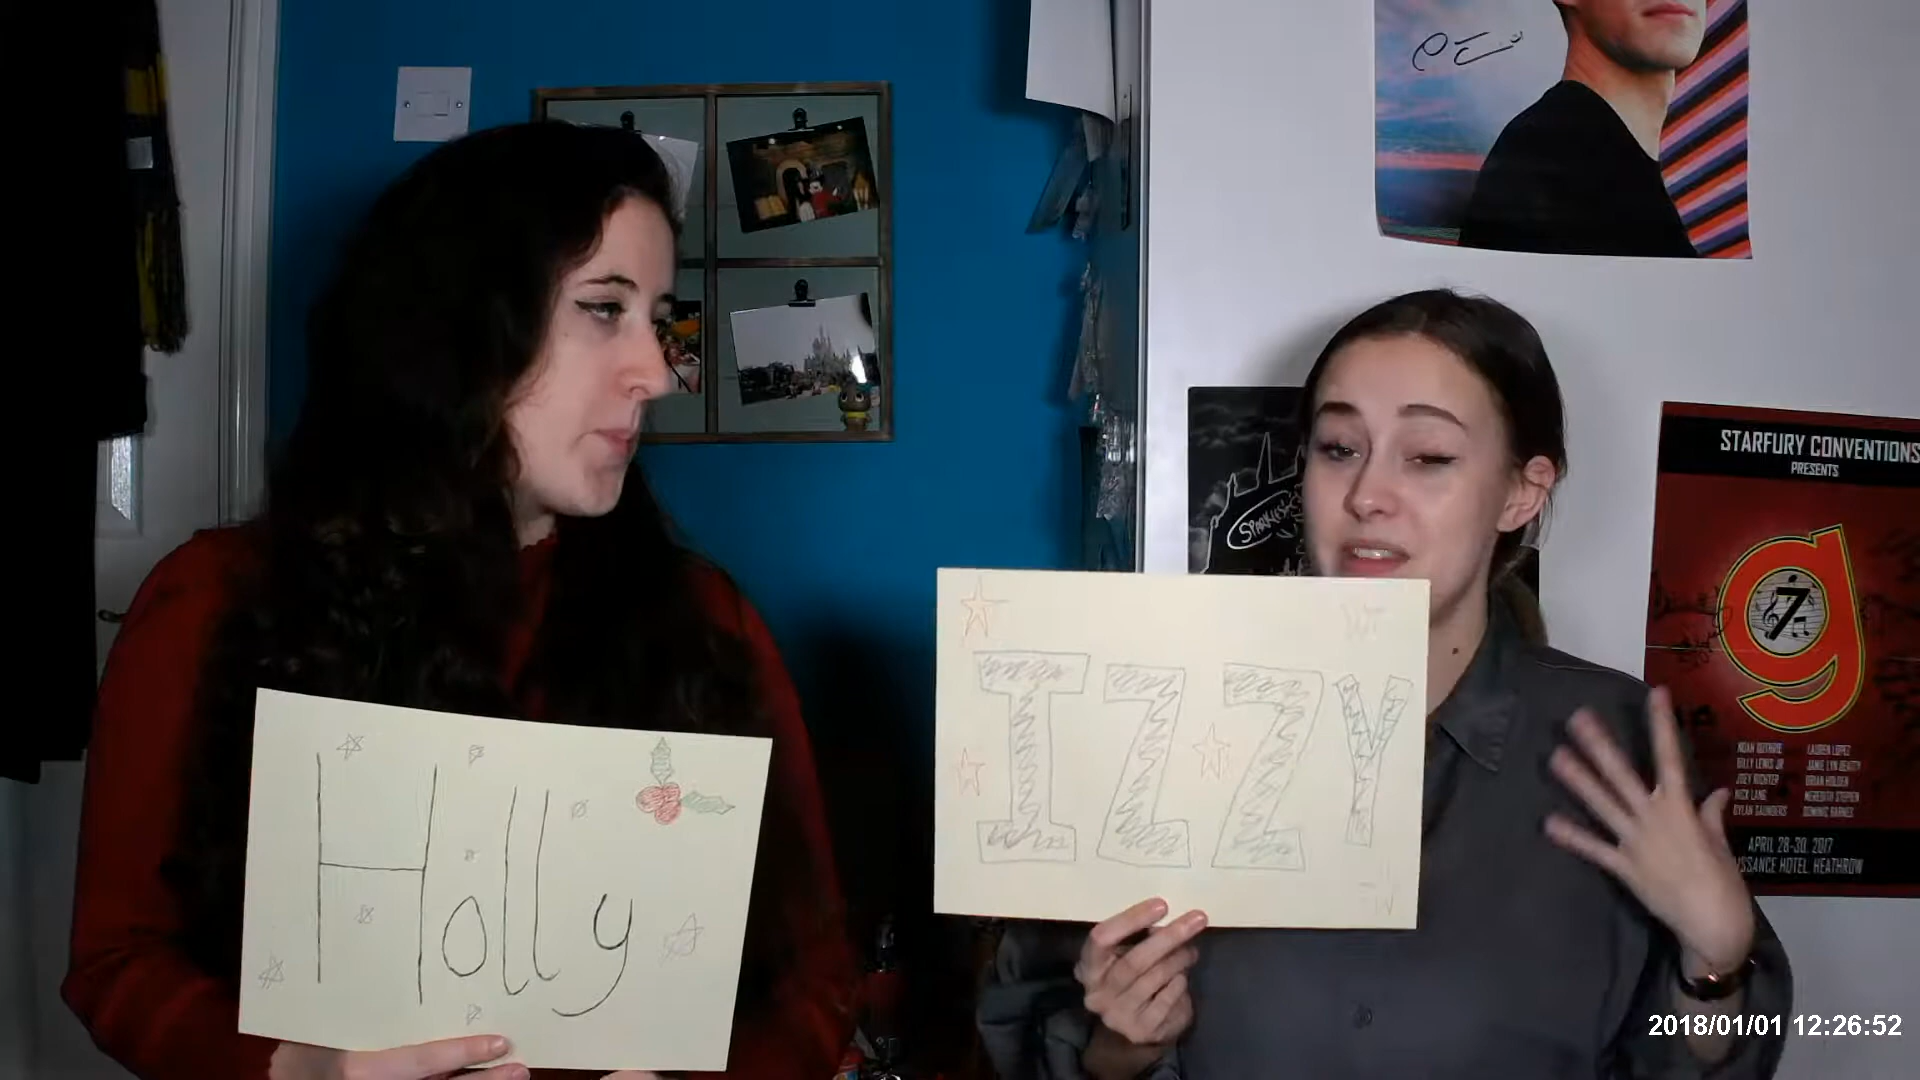 Holly
IZZY
SPARKLES
STARFURY CONVENTIONS
PRESENTS
g
7
NOAH GUTHRIE
BILLY LEWIS JR
JOEY RICHTER
NICK LANG
DYLAN SAUNDERS
LAUREN LOPEZ
JAMIE LYN BEATTY
BRIAN HOLDEN
MEREDITH STEPIEN
DOMINIC BARNES
APRIL 28-30, 2017
HOTEL, HEATHROW
2018/01/01 12:26:52